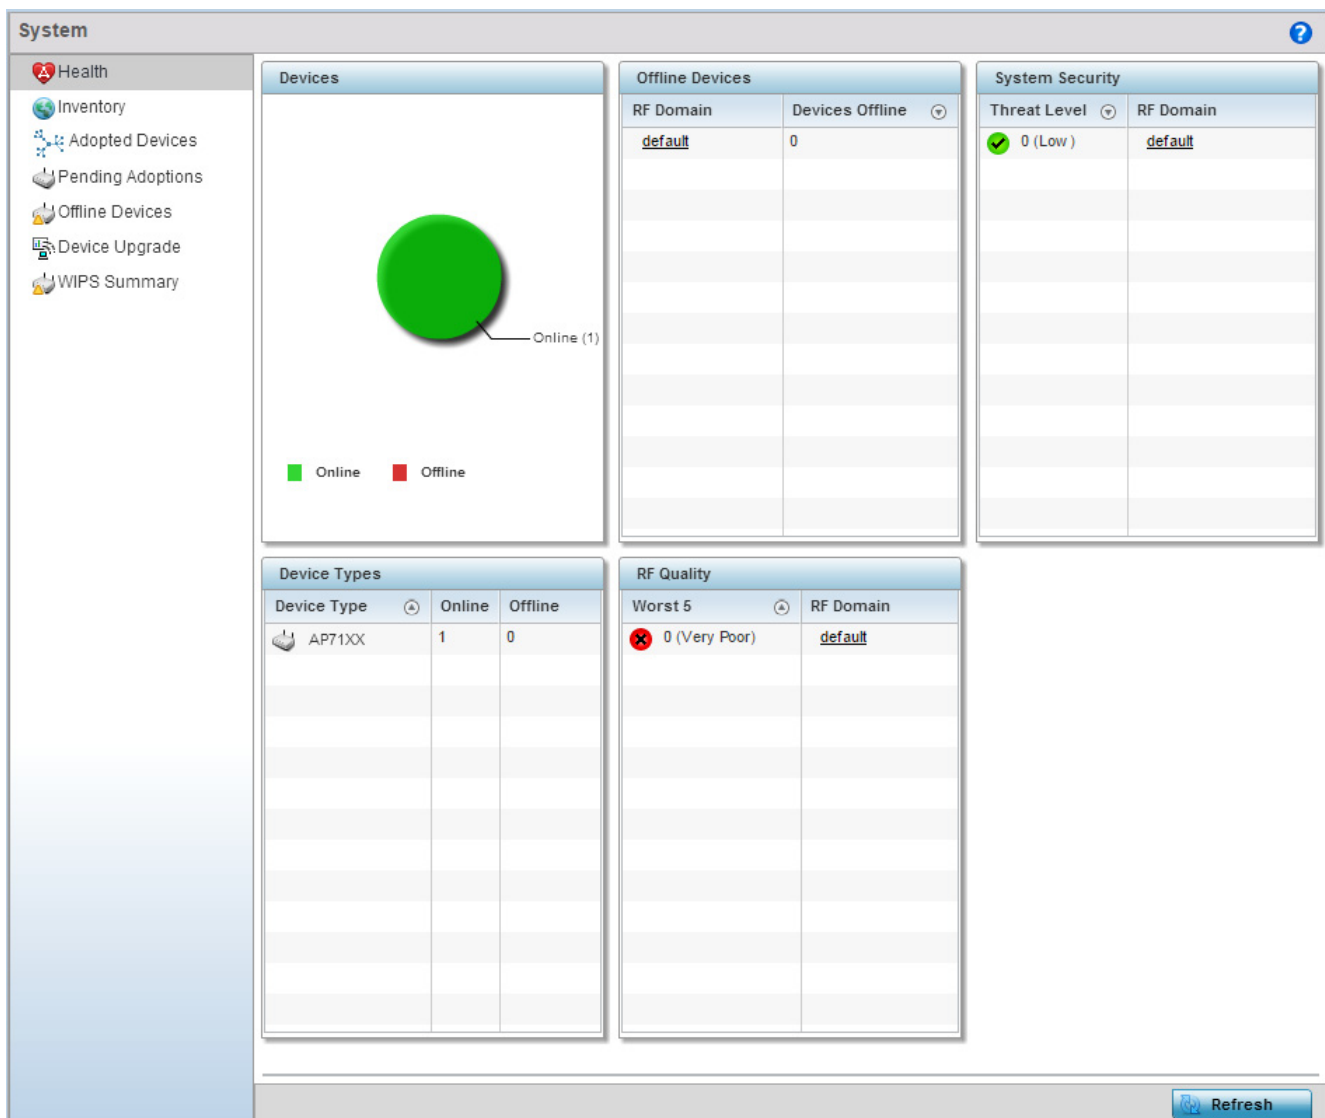 System
Health
Inventory
Adopted Devices
Pending Adoptions
Offline Devices
Device Upgrade
WIPS Summary
Devices
Online (1)
Online Offline
Offline Devices
RF Domain Devices Offline
default 0
System Security
Threat Level RF Domain
0 (Low ) default
Device Types
Device Type Online Offline
AP71XX 1 0
RF Quality
Worst 5 RF Domain
0 (Very Poor) default
Refresh